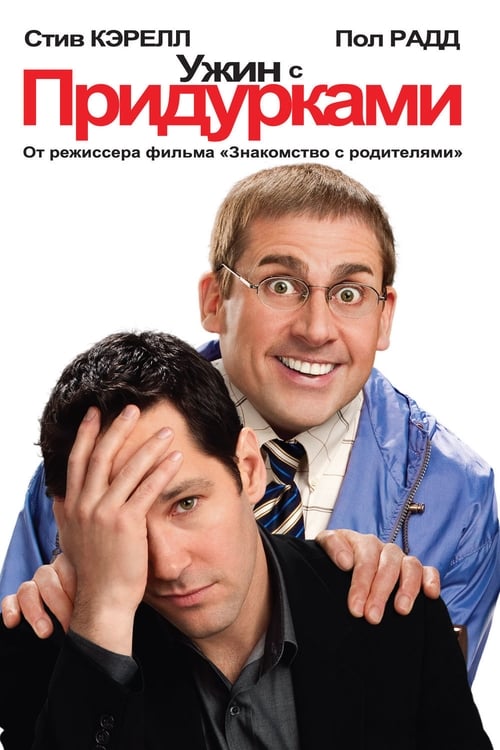 Стив КЭРЕЛЛ Пол РАДД
Ужин с
Придурками
От режиссера фильма «Знакомство с родителями»